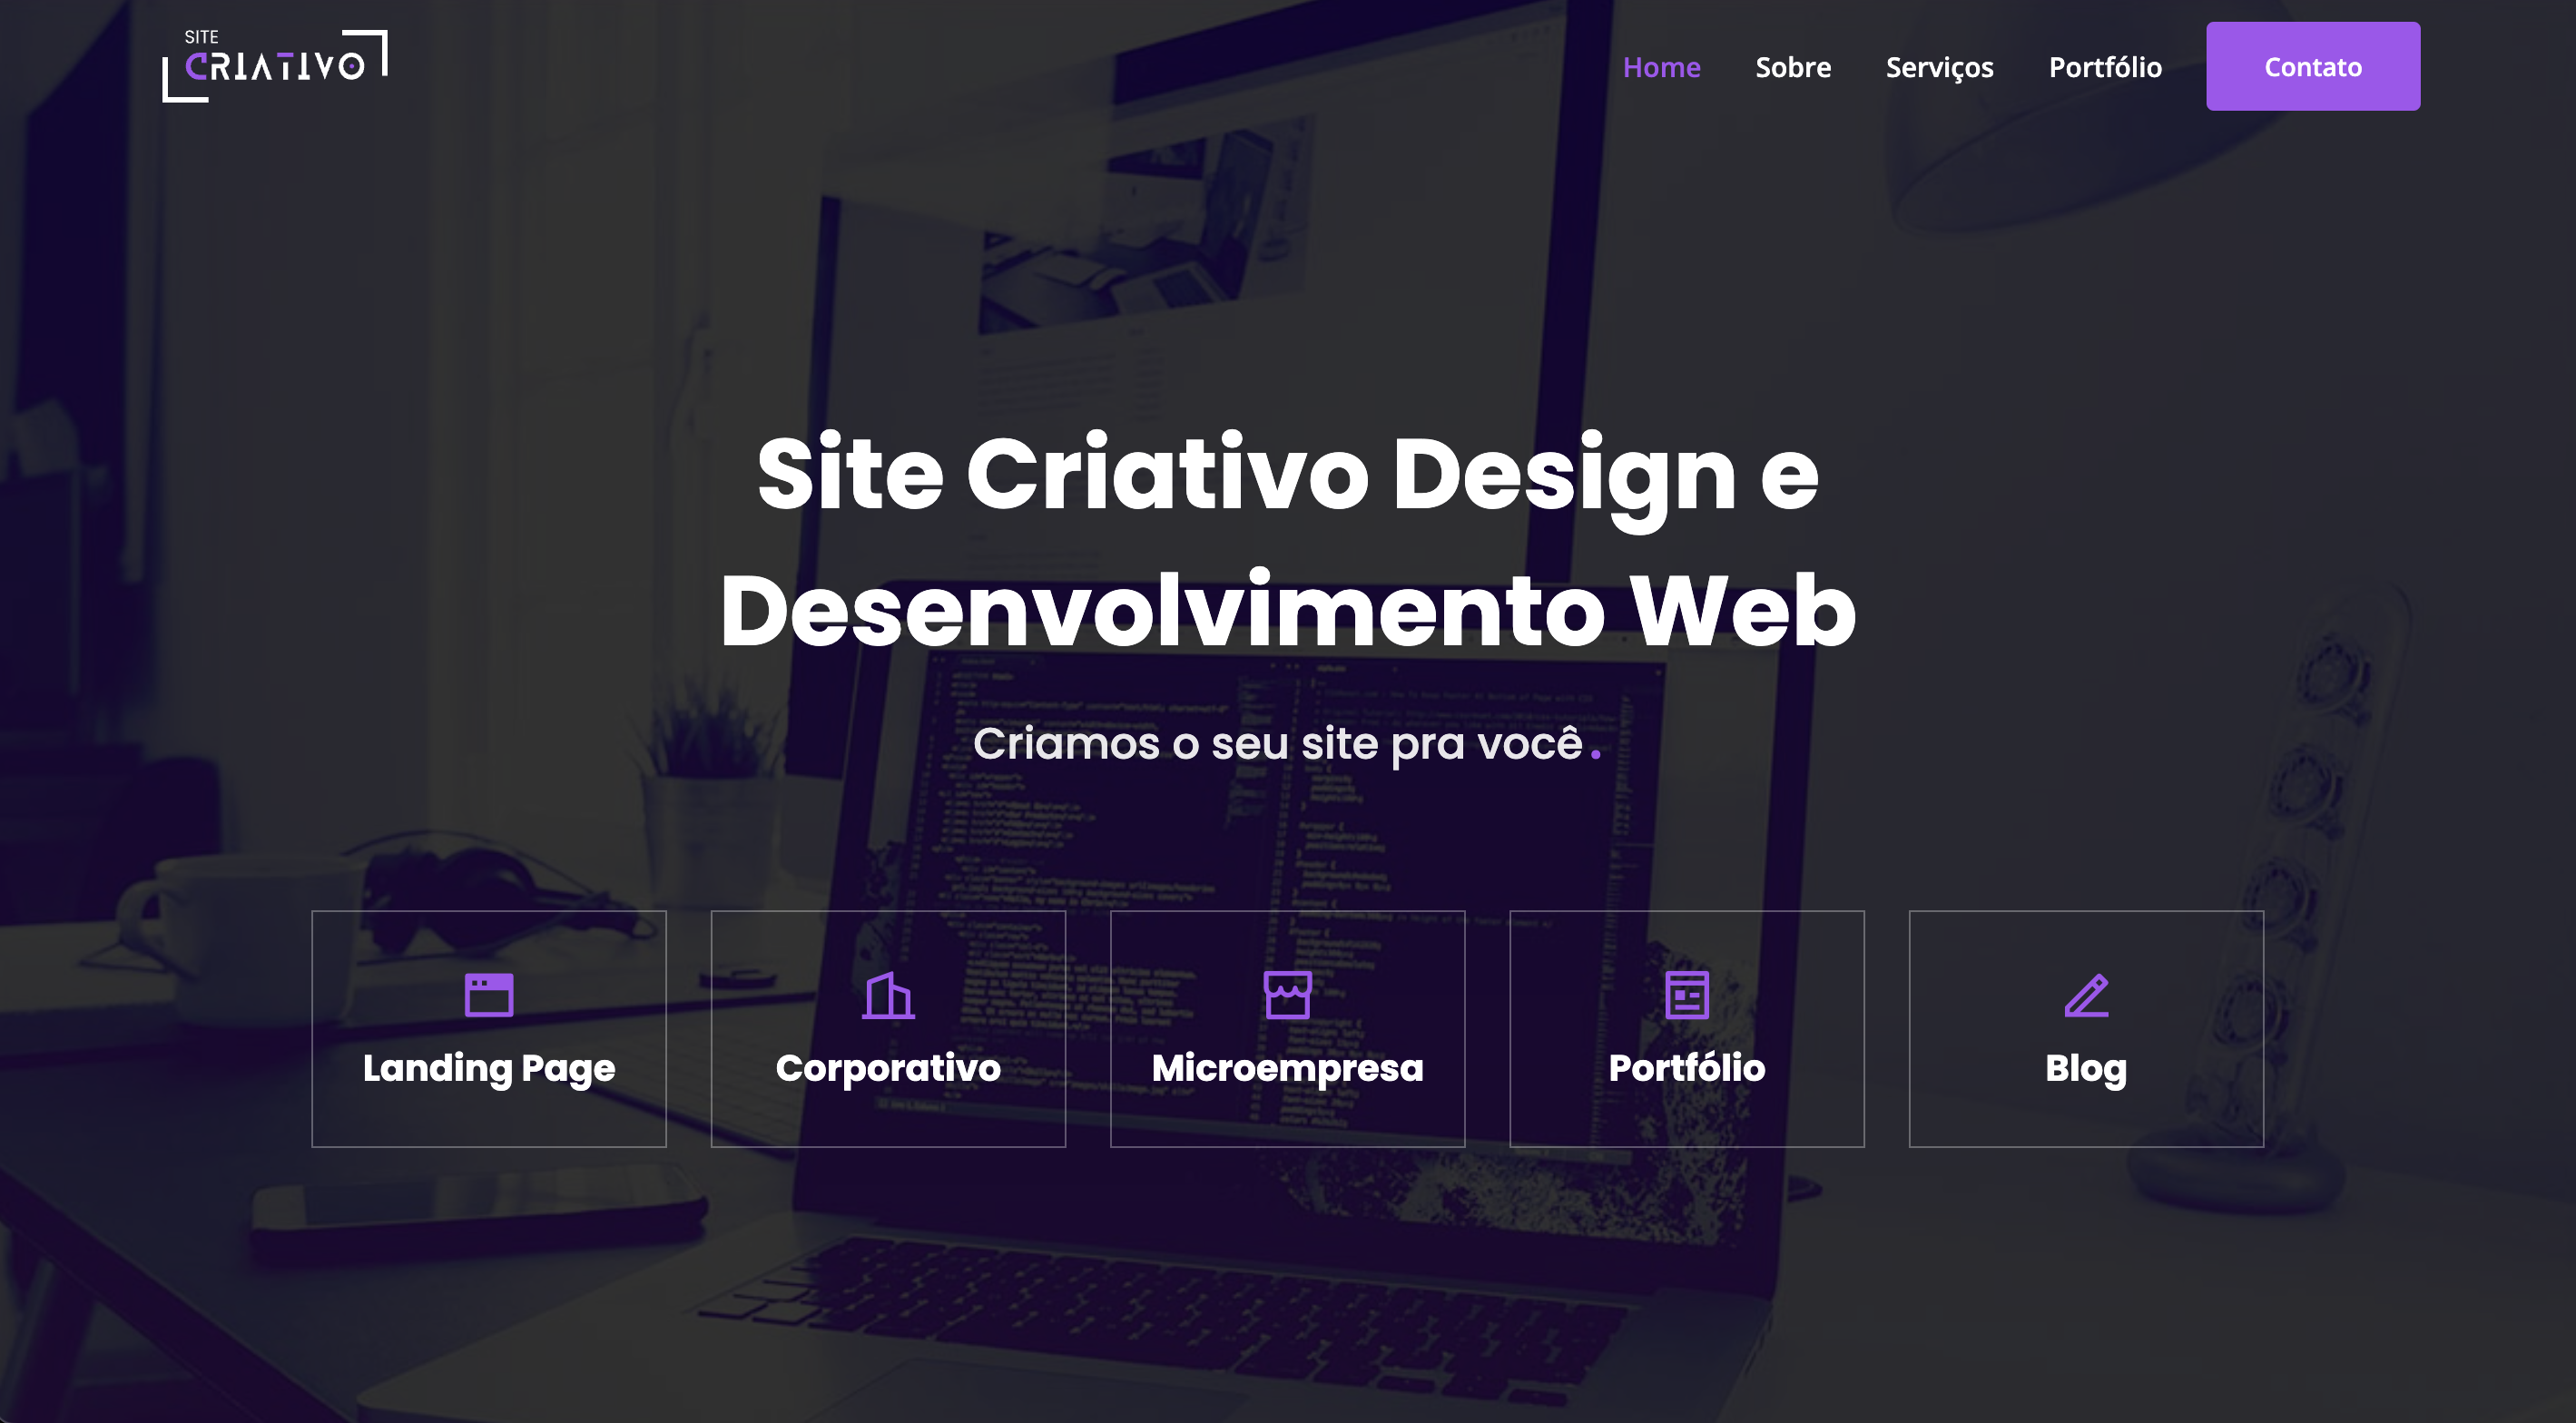 SITE
CRIATIVO
Home Sobre Serviços Portfólio Contato
Site Criativo Design e
Desenvolvimento Web
Criamos o seu site pra você.
Landing Page Corporativo Microempresa Portfólio Blog